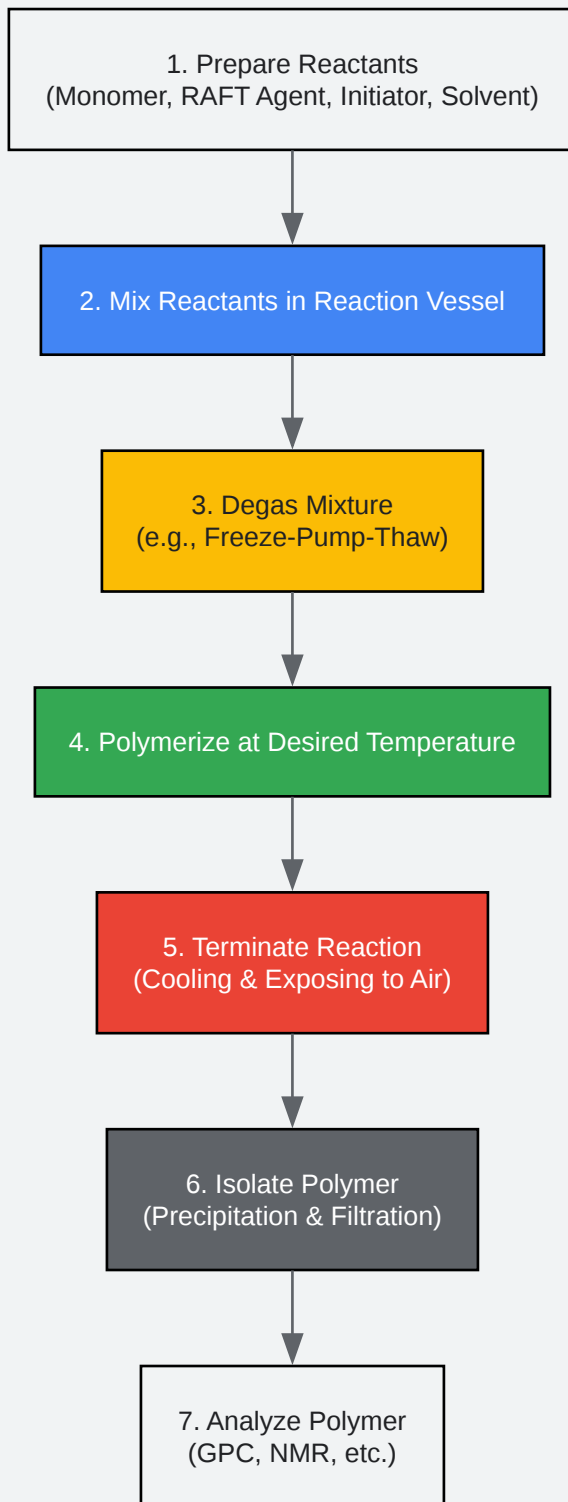 1. Prepare Reactants
(Monomer, RAFT Agent, Initiator, Solvent)
2. Mix Reactants in Reaction Vessel
3. Degas Mixture
(e.g., Freeze-Pump-Thaw)
4. Polymerize at Desired Temperature
5. Terminate Reaction
(Cooling & Exposing to Air)
6. Isolate Polymer
(Precipitation & Filtration)
7. Analyze Polymer
(GPC, NMR, etc.)